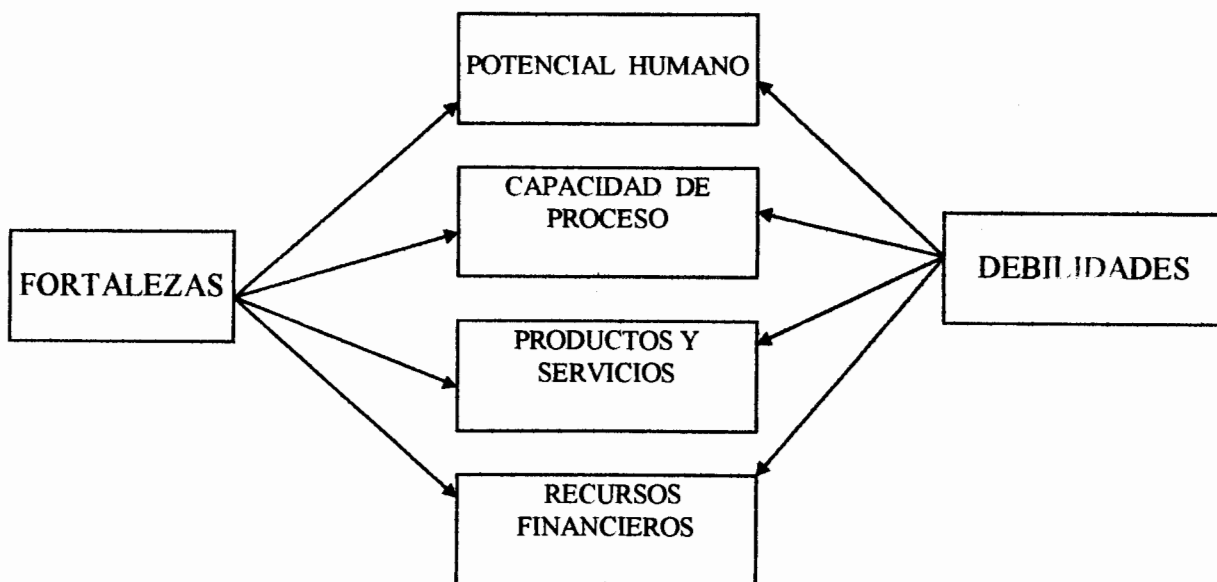 POTENCIAL HUMANO
CAPACIDAD DE
PROCESO
FORTALEZAS
DEBILIDADES
PRODUCTOS Y
SERVICIOS
RECURSOS
FINANCIEROS